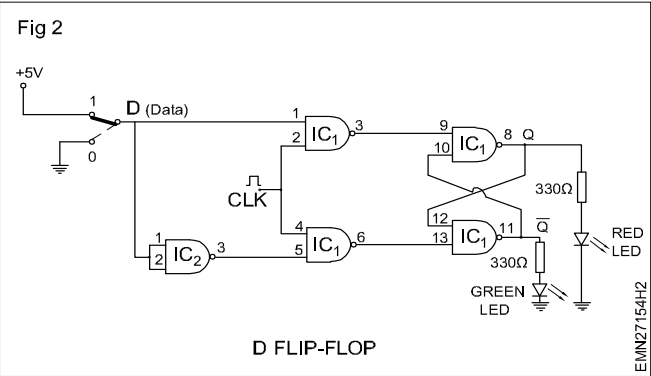 Fig 2
+5V
1
D (Data)
0
1
2
IC1
3
CLK
4
5
IC1
6
1
2
IC2
3
9
10
IC1
8
Q
12
13
IC1
11
Q̅
330Ω
RED
LED
330Ω
GREEN
LED
D FLIP-FLOP
EMN27154H2